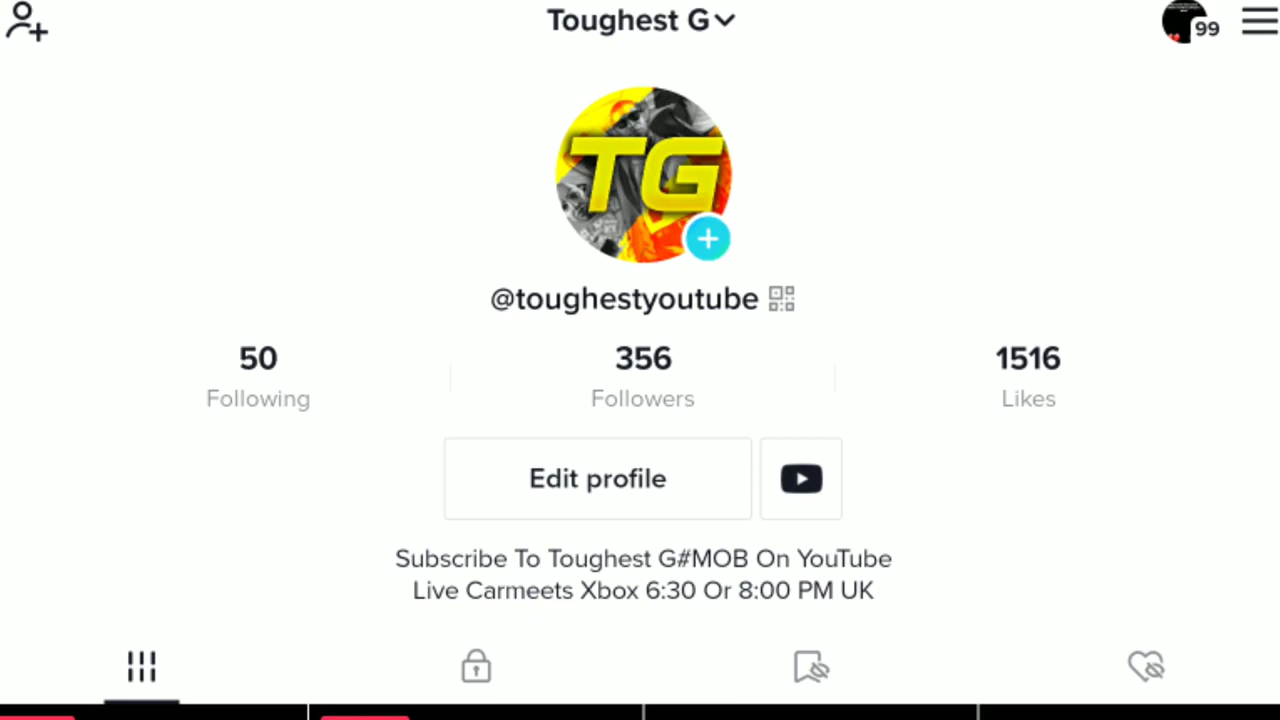 Toughest G
99
TG
@toughestyoutube
50
Following
356
Followers
1516
Likes
Edit profile
Subscribe To Toughest G#MOB On YouTube
Live Carmeets Xbox 6:30 Or 8:00 PM UK